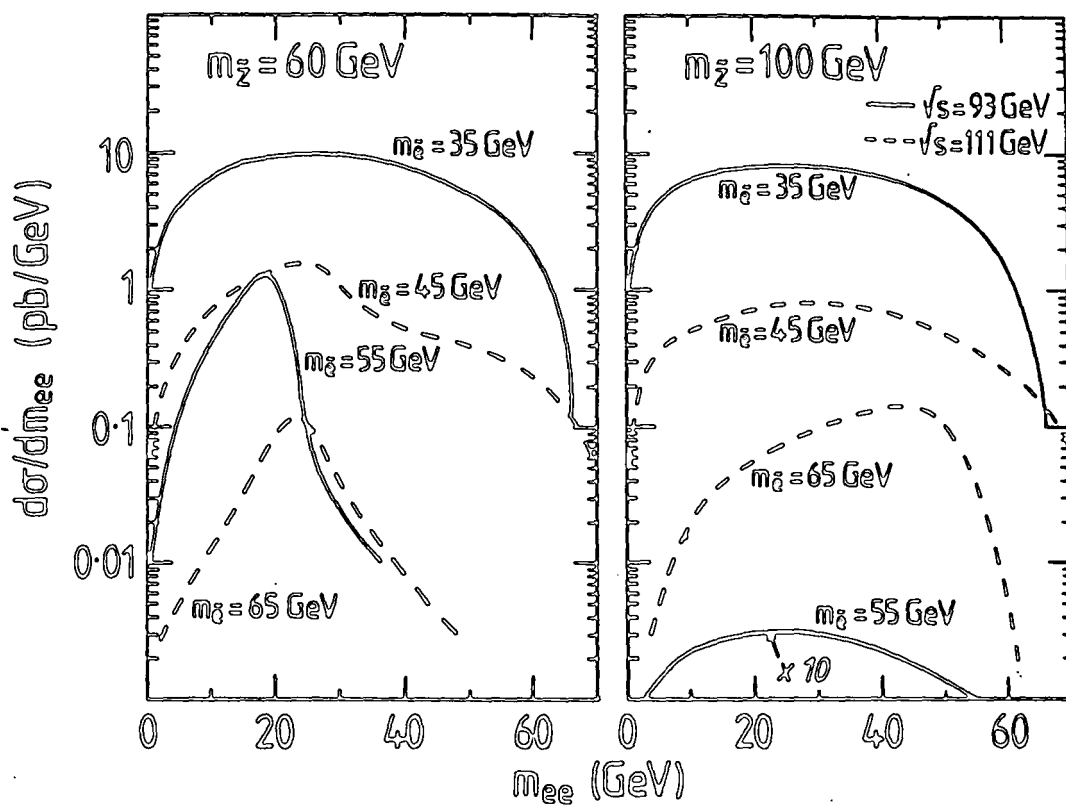 m_z̃ = 60 GeV
m_ẽ = 35 GeV
m_ẽ = 45 GeV
m_ẽ = 55 GeV
m_ẽ = 65 GeV
m_z̃ = 100 GeV
√s = 93 GeV
√s = 111 GeV
m_ẽ = 35 GeV
m_ẽ = 45 GeV
m_ẽ = 65 GeV
m_ẽ = 55 GeV
x 10
dσ/dm_ee (pb/GeV)
10
1
0·1
0·01
0 20 40 60 0 20 40 60
m_ee (GeV)